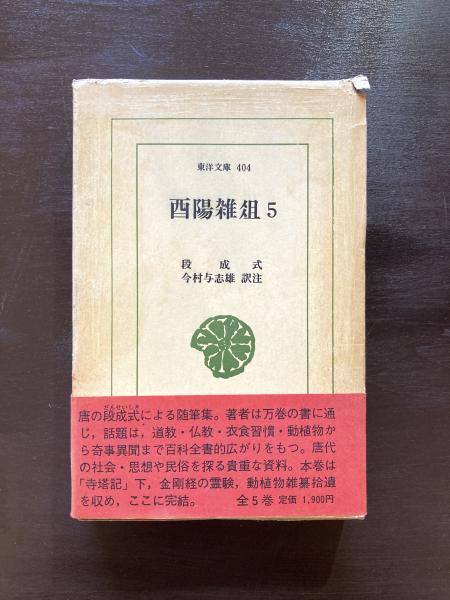 東洋文庫 404
酉陽雑俎 5
段成式
今村与志雄 訳注
だんせいしき
唐の段成式による随筆集。著者は万巻の書に通
じ，話題は，道教・仏教・衣食習慣・動植物か
ら奇事異聞まで百科全書的広がりをもつ。唐代
の社会・思想や民俗を探る貴重な資料。本巻は
「寺塔記」下，金剛経の霊験，動植物雑纂拾遺
を収め，ここに完結。 全5巻 定価 1,900円